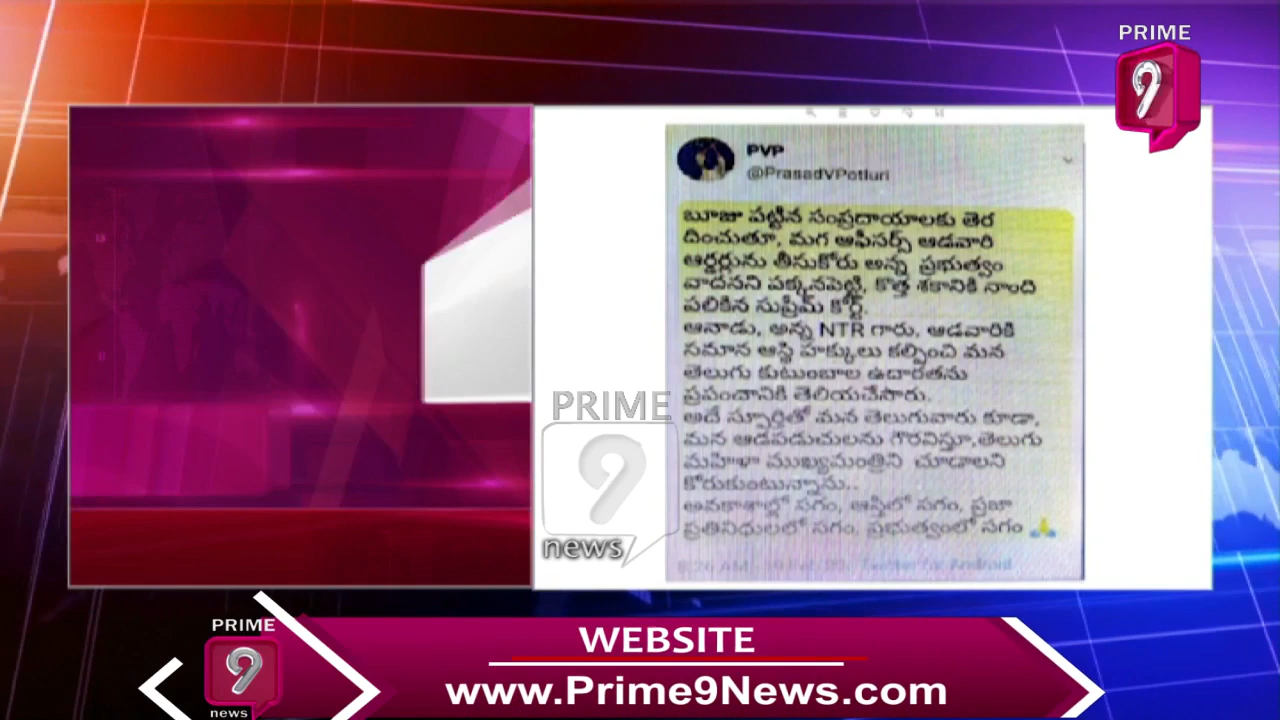 PRIME
9
PVP
@PrasadVPotluri
బూజు పట్టిన సంప్రదాయాలకు తెర
దించుతూ, మగ ఆఫీసర్స్ ఆడవారి
ఆర్డర్లును తీసుకోరు అన్న ప్రభుత్వం
వాదనని పక్కనపెట్టి, కొత్త శకానికి నాంది
పలికిన సుప్రీమ్ కోర్ట్.
ఆనాడు, అన్న NTR గారు, ఆడవారికి
సమాన ఆస్థి హక్కులు కల్పించి మన
తెలుగు కుటుంబాల ఉదారతను
ప్రపంచానికి తెలియచేసారు.
అదే స్పూర్తితో మన తెలుగువారు కూడా,
మన ఆడపడుచులను గౌరవిస్తూ,తెలుగు
మహిళా ముఖ్యమంత్రిని చూడాలని
కోరుకుంటున్నాను..
అవకాశాల్లో సగం, ఆస్తిలో సగం, ప్రజా
ప్రతినిధులలో సగం, ప్రభుత్వంలో సగం
Twitter for Android
PRIME
9
news
PRIME
9
news
WEBSITE
www.Prime9News.com